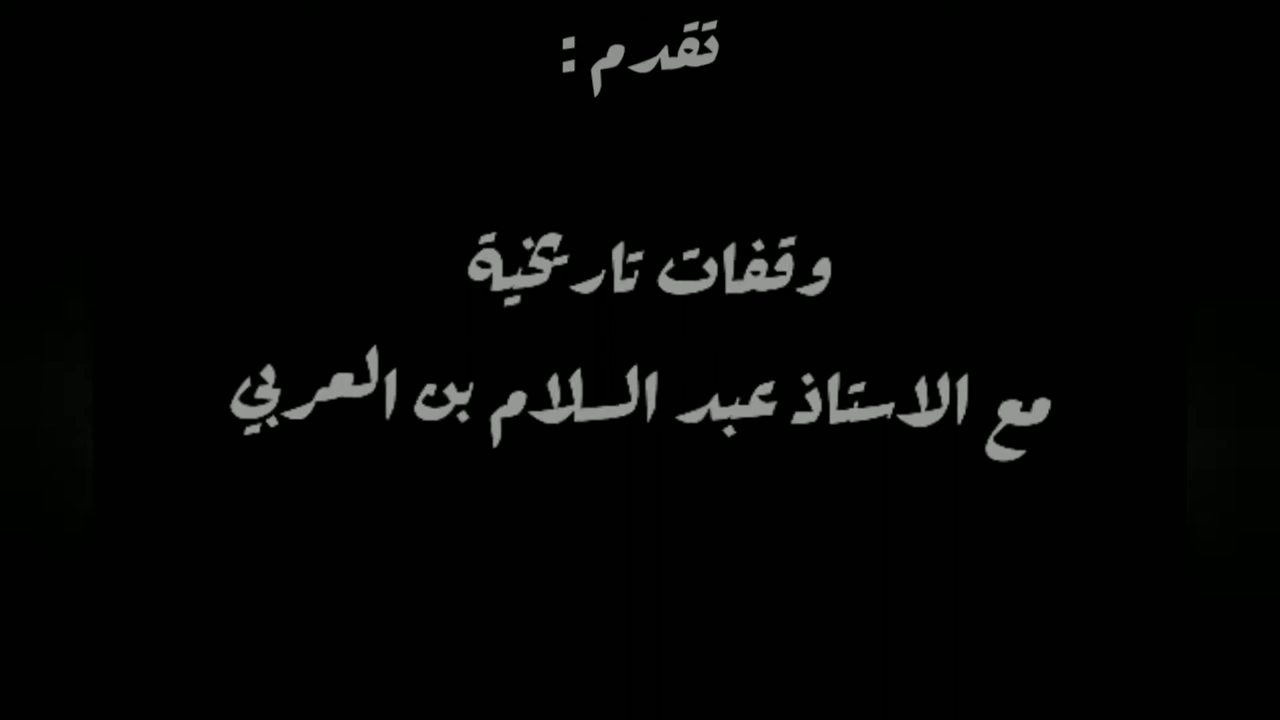 تقدم :
وقفات تاريخية
مع الاستاذ عبد السلام بن العربي